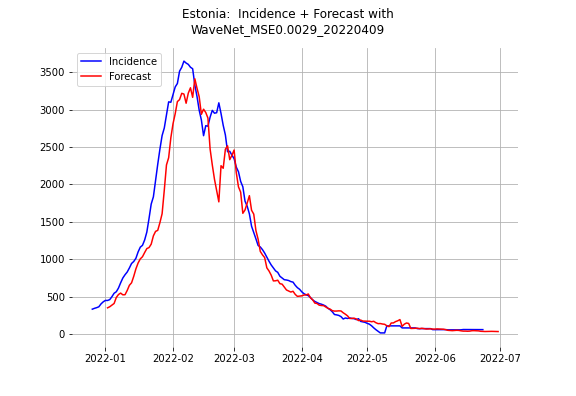 Estonia:  Incidence + Forecast with
WaveNet_MSE0.0029_20220409
Incidence
Forecast
3500
3000
2500
2000
1500
1000
500
0
2022-01 2022-02 2022-03 2022-04 2022-05 2022-06 2022-07